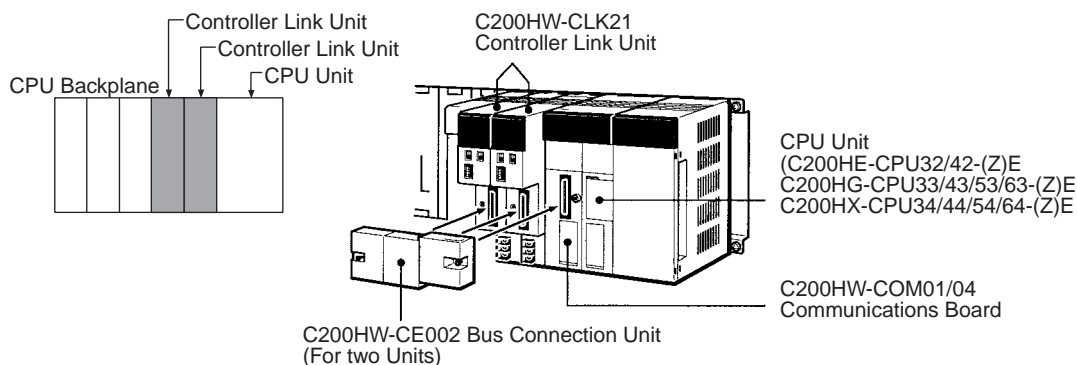 Controller Link Unit
Controller Link Unit
CPU Unit
CPU Backplane
C200HW-CLK21
Controller Link Unit
CPU Unit
(C200HE-CPU32/42-(Z)E
C200HG-CPU33/43/53/63-(Z)E
C200HX-CPU34/44/54/64-(Z)E
C200HW-COM01/04
Communications Board
C200HW-CE002 Bus Connection Unit
(For two Units)